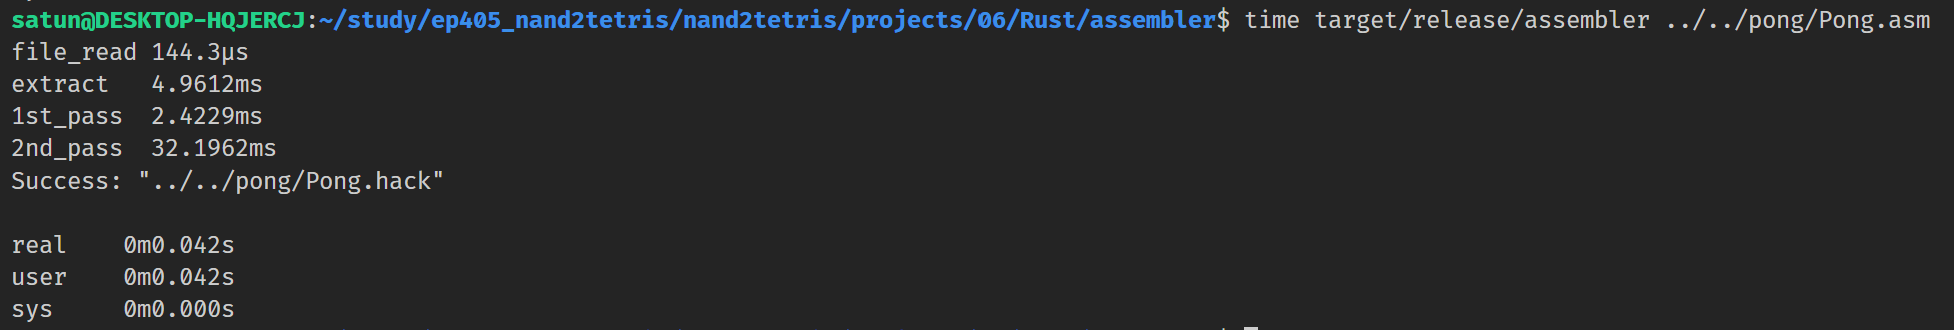 satun@DESKTOP-HQJERCJ:~/study/ep405_nand2tetris/nand2tetris/projects/06/Rust/assembler$ time target/release/assembler ../../pong/Pong.asm
file_read 144.3µs
extract   4.9612ms
1st_pass  2.4229ms
2nd_pass  32.1962ms
Success: "../../pong/Pong.hack"

real    0m0.042s
user    0m0.042s
sys     0m0.000s